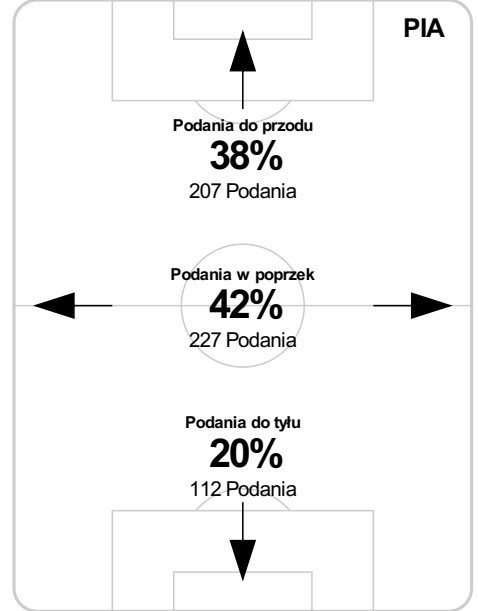 PIA
Podania do przodu
38%
207 Podania
Podania w poprzek
42%
227 Podania
Podania do tyłu
20%
112 Podania